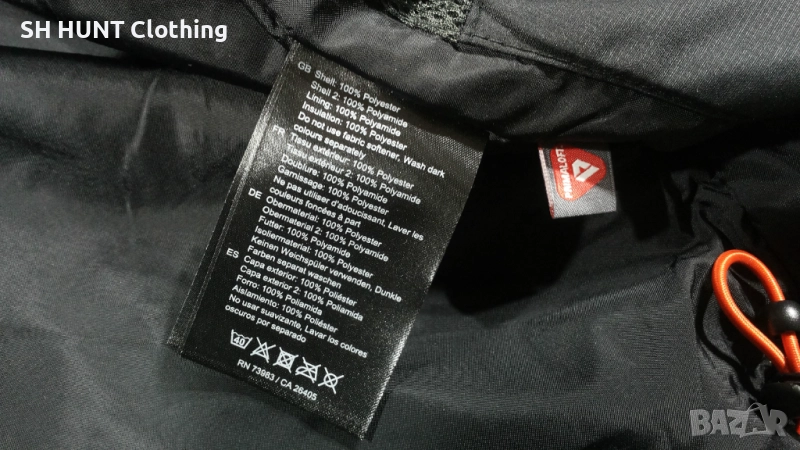 SH HUNT Clothing
GB Shell: 100% Polyester
Shell 2: 100% Polyamide
Lining: 100% Polyamide
Insulation: 100% Polyester
Do not use fabric softener. Wash dark
colours separately
FR Tissu extérieur: 100% Polyester
Tissu extérieur 2: 100% Polyamide
Doublure: 100% Polyamide
Garnissage: 100% Polyester
Ne pas utiliser d'adoucissant, Laver les
couleurs foncées à part
DE Obermaterial: 100% Polyester
Obermaterial 2: 100% Polyamide
Futter: 100% Polyamide
Isoliermaterial: 100% Polyester
Keinen Weichspüler verwenden, Dunkle
Farben separat waschen
ES Capa exterior: 100% Poliéster
Capa exterior 2: 100% Poliamida
Forro: 100% Poliamida
Aislamiento: 100% Poliéster
No usar suavizante, Lavar los colores
oscuros por separado
40
RN 73983 / CA 26405
PRIMALOFT
BAZAR